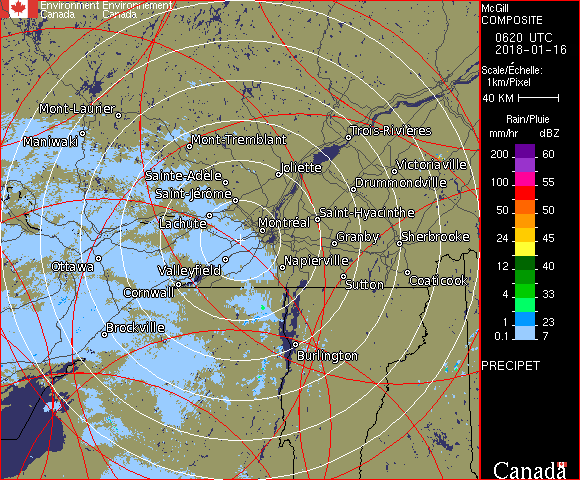 Environment Environnement
Canada Canada
McGill
COMPOSITE
0620 UTC
2018-01-16
Scale/Échelle:
1km/Pixel
40 KM
Rain/Pluie
mm/hr dBZ
200 60
100 55
50 50
24 45
12 40
4 33
1 23
0.1 7
PRECIPET
Canada
Mont-Laurier
Maniwaki
Mont-Tremblant
Trois-Rivières
Sainte-Adèle
Joliette
Victoriaville
Saint-Jérôme
Drummondville
Lachute
Montréal
Saint-Hyacinthe
Granby
Sherbrooke
Ottawa
Valleyfield
Napierville
Cornwall
Sutton
Coaticook
Brockville
Burlington